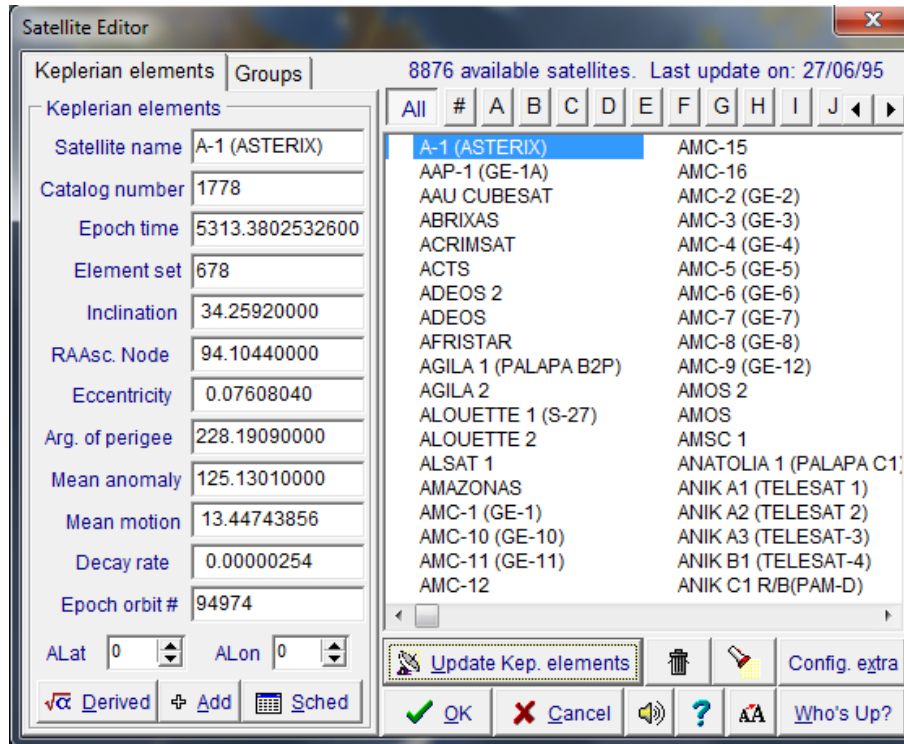 Satellite Editor
x
Keplerian elements Groups
8876 available satellites. Last update on: 27/06/95
All # A B C D E F G H I J
Keplerian elements
Satellite name A-1 (ASTERIX)
Catalog number 1778
Epoch time 5313.3802532600
Element set 678
Inclination 34.25920000
RAAsc. Node 94.10440000
Eccentricity 0.07608040
Arg. of perigee 228.19090000
Mean anomaly 125.13010000
Mean motion 13.44743856
Decay rate 0.00000254
Epoch orbit # 94974
ALat 0 ALon 0
√α Derived Add Sched
A-1 (ASTERIX)
AAP-1 (GE-1A)
AAU CUBESAT
ABRIXAS
ACRIMSAT
ACTS
ADEOS 2
ADEOS
AFRISTAR
AGILA 1 (PALAPA B2P)
AGILA 2
ALOUETTE 1 (S-27)
ALOUETTE 2
ALSAT 1
AMAZONAS
AMC-1 (GE-1)
AMC-10 (GE-10)
AMC-11 (GE-11)
AMC-12
AMC-15
AMC-16
AMC-2 (GE-2)
AMC-3 (GE-3)
AMC-4 (GE-4)
AMC-5 (GE-5)
AMC-6 (GE-6)
AMC-7 (GE-7)
AMC-8 (GE-8)
AMC-9 (GE-12)
AMOS 2
AMOS
AMSC 1
ANATOLIA 1 (PALAPA C1)
ANIK A1 (TELESAT 1)
ANIK A2 (TELESAT 2)
ANIK A3 (TELESAT-3)
ANIK B1 (TELESAT-4)
ANIK C1 R/B(PAM-D)
Update Kep. elements Config. extra
OK Cancel ? AA Who's Up?